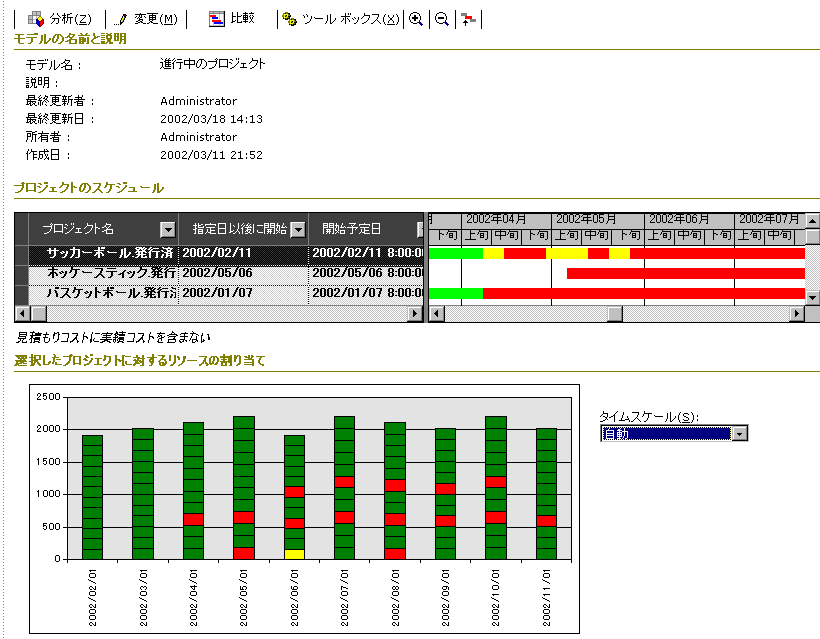 分析(Z) 変更(M) 比較 ツール ボックス(X)
モデルの名前と説明
モデル名 : 進行中のプロジェクト
説明 :
最終更新者 : Administrator
最終更新日 : 2002/03/18 14:13
所有者 : Administrator
作成日 : 2002/03/11 21:52
プロジェクトのスケジュール
プロジェクト名 指定日以後に開始 開始予定日
月 2002年04月 2002年05月 2002年06月 2002年07月
下旬 上旬 中旬 下旬 上旬 中旬 下旬 上旬 中旬 下旬 上旬 中旬
サッカーボール.発行済 2002/02/11 2002/02/11 8:00:0
ホッケースティック.発行 2002/05/06 2002/05/06 8:00:0
バスケットボール.発行 2002/01/07 2002/01/07 8:00:0
見積もりコストに実績コストを含まない
選択したプロジェクトに対するリソースの割り当て
2500
2000
1500
1000
500
0
2002/02/01 2002/03/01 2002/04/01 2002/05/01 2002/06/01 2002/07/01 2002/08/01 2002/09/01 2002/10/01 2002/11/01
タイムスケール(S):
自動